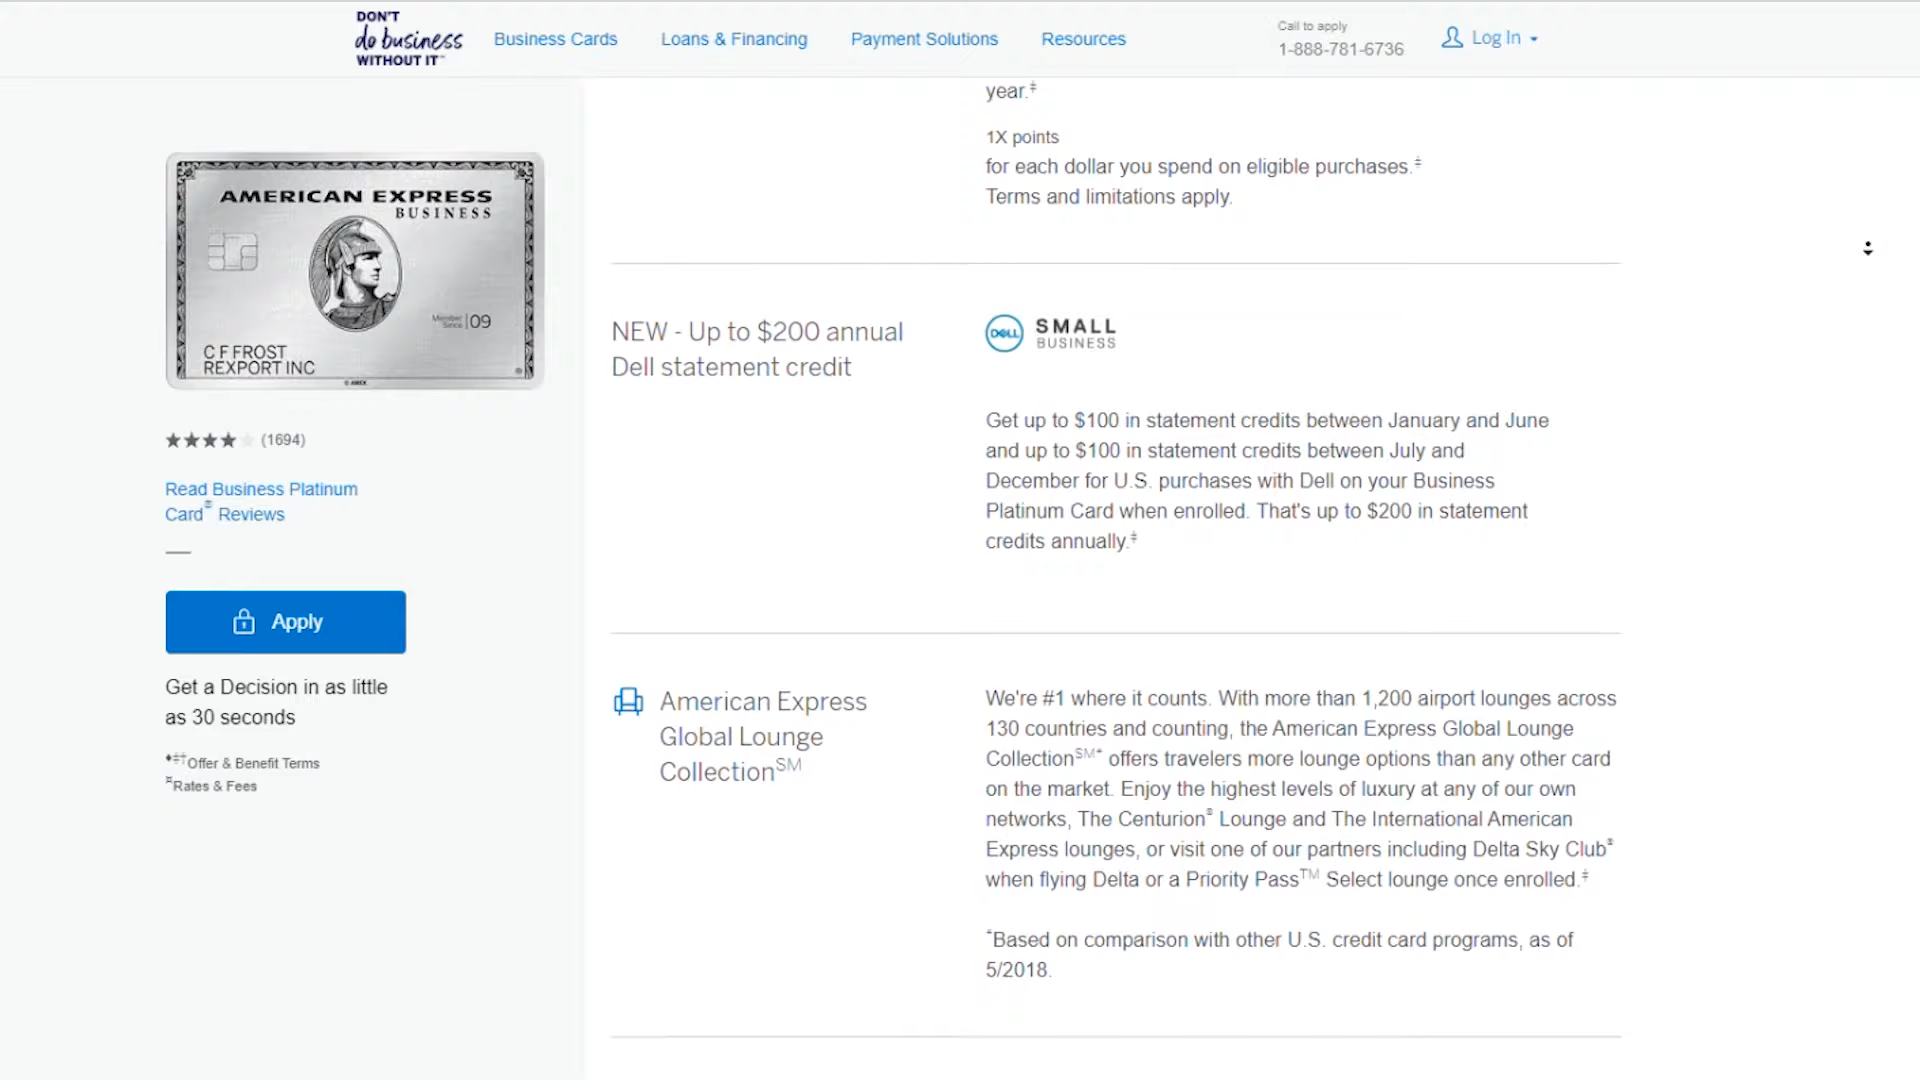 DON'T
do business
WITHOUT IT™
Business Cards
Loans & Financing
Payment Solutions
Resources
Call to apply
1-888-781-6736
Log In
AMERICAN EXPRESS
BUSINESS
Member
Since 09
C F FROST
REXPORT INC
© AMEX
(1694)
Read Business Platinum
Card® Reviews
Apply
Get a Decision in as little
as 30 seconds
♦‡†Offer & Benefit Terms
¤Rates & Fees
year.‡
1X points
for each dollar you spend on eligible purchases.‡
Terms and limitations apply.
NEW - Up to $200 annual
Dell statement credit
DELL
SMALL
BUSINESS
Get up to $100 in statement credits between January and June
and up to $100 in statement credits between July and
December for U.S. purchases with Dell on your Business
Platinum Card when enrolled. That's up to $200 in statement
credits annually.‡
American Express
Global Lounge
Collection℠
We're #1 where it counts. With more than 1,200 airport lounges across
130 countries and counting, the American Express Global Lounge
Collection℠* offers travelers more lounge options than any other card
on the market. Enjoy the highest levels of luxury at any of our own
networks, The Centurion® Lounge and The International American
Express lounges, or visit one of our partners including Delta Sky Club®
when flying Delta or a Priority Pass™ Select lounge once enrolled.‡
*Based on comparison with other U.S. credit card programs, as of
5/2018.